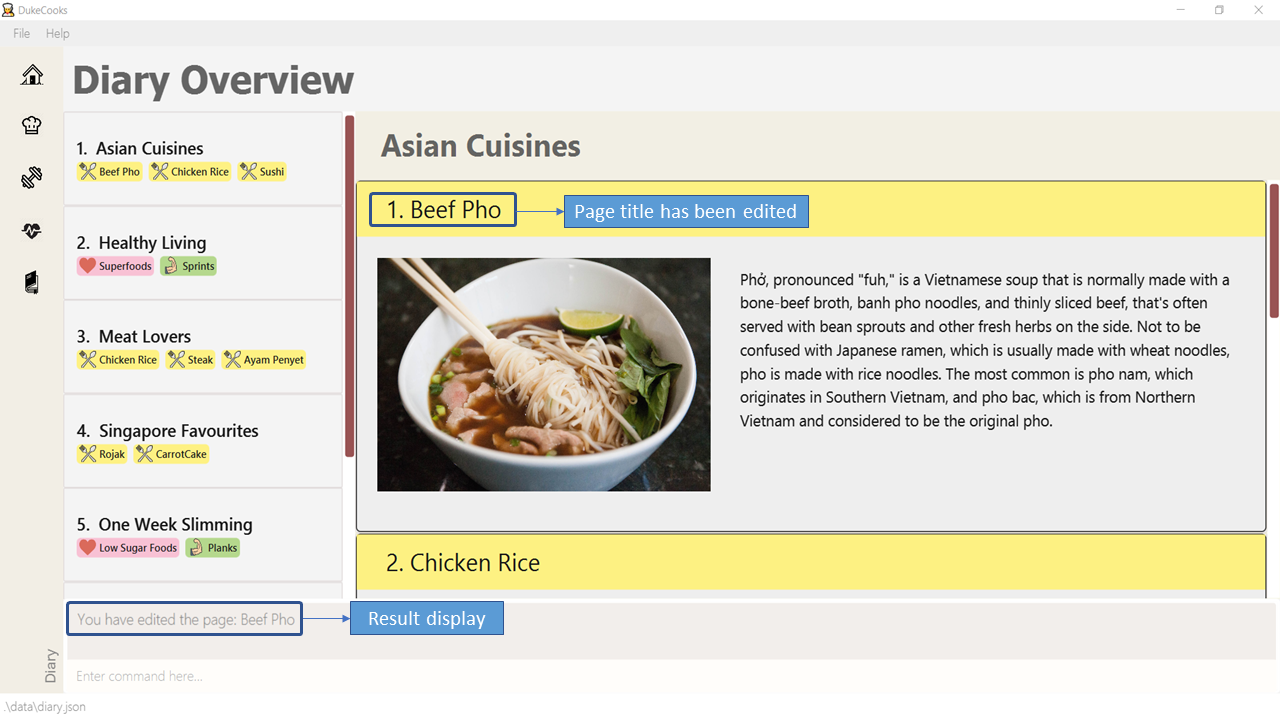 DukeCooks
File Help
Diary Overview
1. Asian Cuisines
Beef Pho Chicken Rice Sushi
2. Healthy Living
Superfoods Sprints
3. Meat Lovers
Chicken Rice Steak Ayam Penyet
4. Singapore Favourites
Rojak CarrotCake
5. One Week Slimming
Low Sugar Foods Planks
Asian Cuisines
1. Beef Pho
Page title has been edited
Phở, pronounced "fuh," is a Vietnamese soup that is normally made with a
bone-beef broth, banh pho noodles, and thinly sliced beef, that's often
served with bean sprouts and other fresh herbs on the side. Not to be
confused with Japanese ramen, which is usually made with wheat noodles,
pho is made with rice noodles. The most common is pho nam, which
originates in Southern Vietnam, and pho bac, which is from Northern
Vietnam and considered to be the original pho.
2. Chicken Rice
You have edited the page: Beef Pho
Result display
Diary
Enter command here...
.\data\diary.json